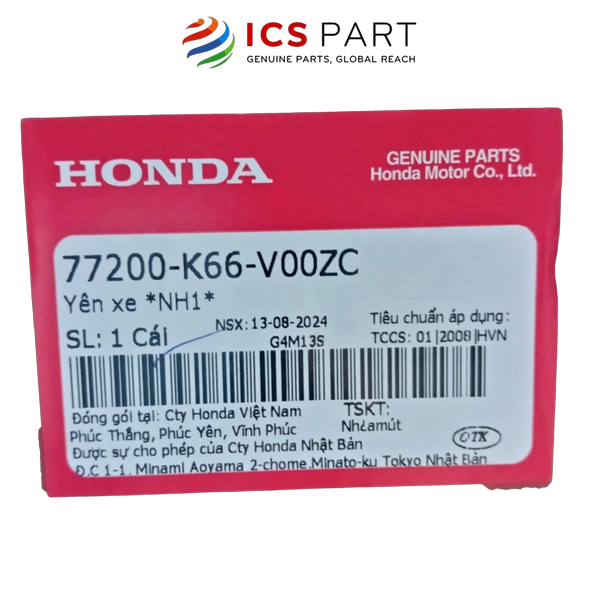 ICS PART
GENUINE PARTS, GLOBAL REACH
HONDA
GENUINE PARTS
Honda Motor Co., Ltd.
77200-K66-V00ZC
Yên xe *NH1*
SL: 1 Cái
NSX: 13-08-2024
G4M13S
Tiêu chuẩn áp dụng:
TCCS: 01|2008|HVN
Đóng gói tại: Cty Honda Việt Nam
Phúc Thắng, Phúc Yên, Vĩnh Phúc
Được sự cho phép của Cty Honda Nhật Bản
Đ.C 1-1, Minami Aoyama 2-chome,Minato-ku Tokyo Nhật Bản
TSKT:
Nhựamút
OTK